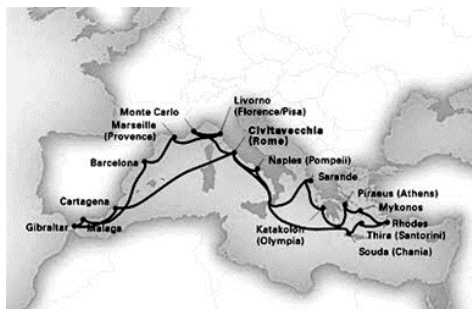 Monte Carlo
Livorno
(Florence/Pisa)
Marseille
(Provence)
Civitavecchia
(Rome)
Barcelona
Naples (Pompeii)
Sarande
Piraeus (Athens)
Cartagena
Mykonos
Gibraltar
Malaga
Katakolon
(Olympia)
Rhodes
Thira (Santorini)
Souda (Chania)